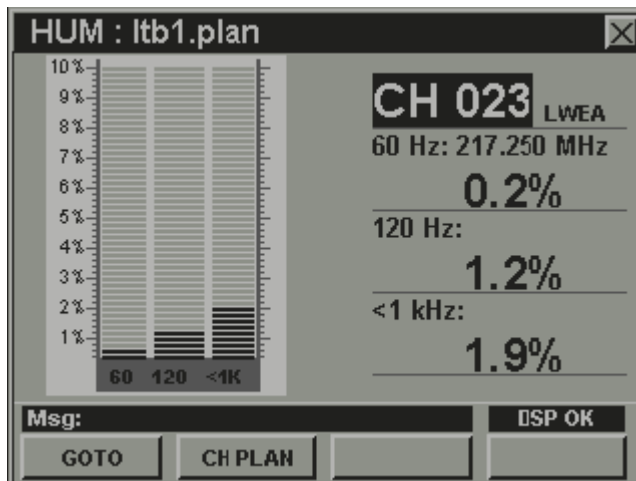 HUM : ltb1.plan
10%
9%
8%
7%
6%
5%
4%
3%
2%
1%
60 120 <1K
CH 023 LWEA
60 Hz: 217.250 MHz
0.2%
120 Hz:
1.2%
<1 kHz:
1.9%
Msg:
DSP OK
GOTO
CH PLAN